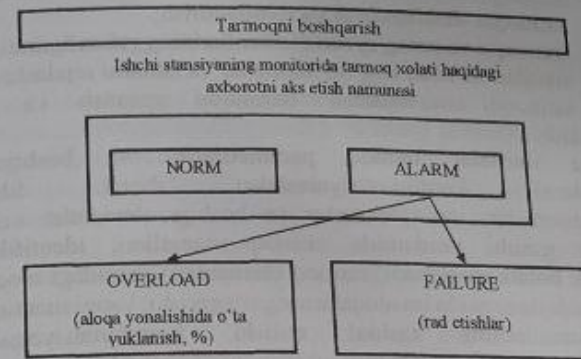 Tarmoqni boshqarish
Ishchi stansiyaning monitorida tarmoq xolati haqidagi
axborotni aks etish namunasi
NORM
ALARM
OVERLOAD
(aloqa yonalishida o'ta
yuklanish, %)
FAILURE
(rad etishlar)